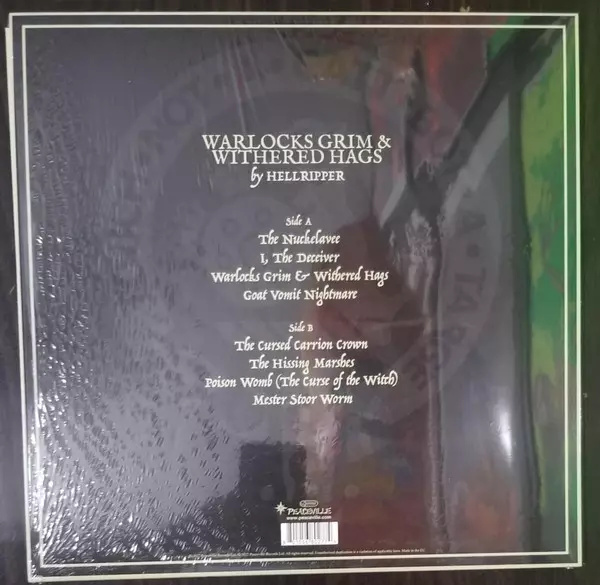 WARLOCKS GRIM &
WITHERED HAGS
by HELLRIPPER
Side A
The Nuckelavee
I, The Deceiver
Warlocks Grim & Withered Hags
Goat Vomit Nightmare
Side B
The Cursed Carrion Crown
The Hissing Marshes
Poison Womb (The Curse of the Witch)
Mester Stoor Worm
PEACEVILLE
www.peaceville.com